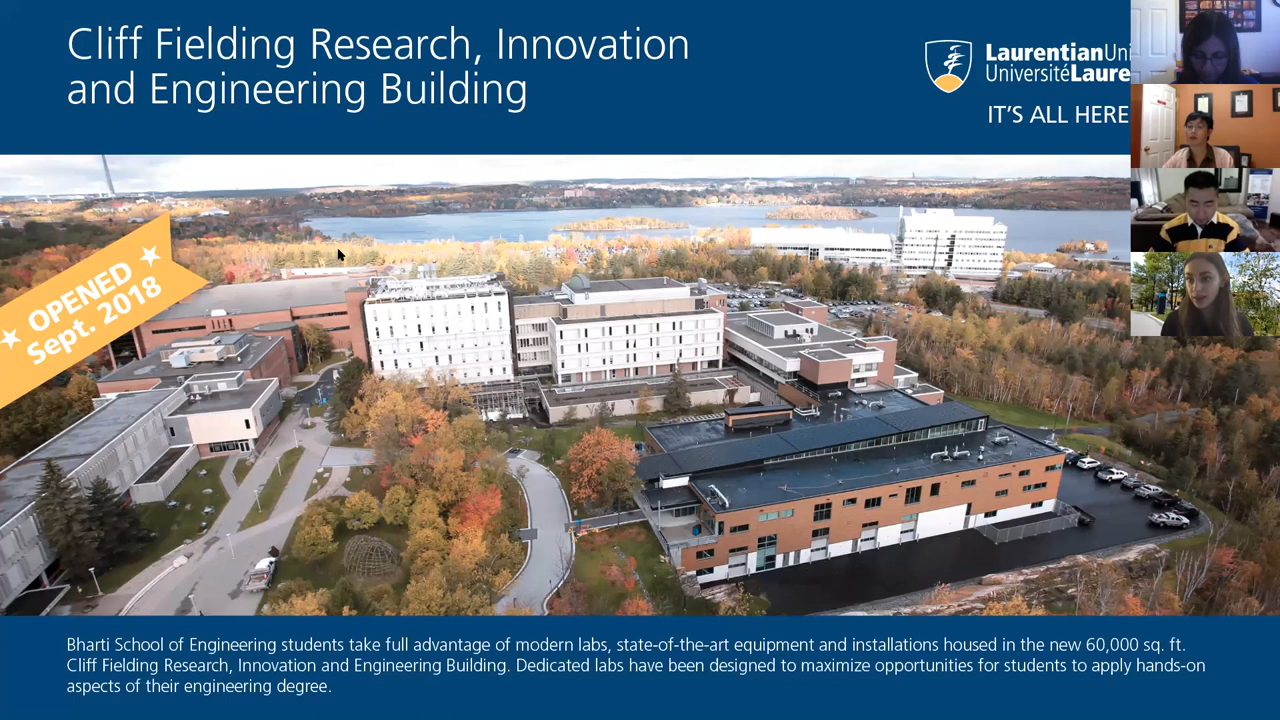 Cliff Fielding Research, Innovation
and Engineering Building
LaurentianUni
UniversitéLaure
IT'S ALL HERE
OPENED
Sept. 2018
Bharti School of Engineering students take full advantage of modern labs, state-of-the-art equipment and installations housed in the new 60,000 sq. ft.
Cliff Fielding Research, Innovation and Engineering Building. Dedicated labs have been designed to maximize opportunities for students to apply hands-on
aspects of their engineering degree.